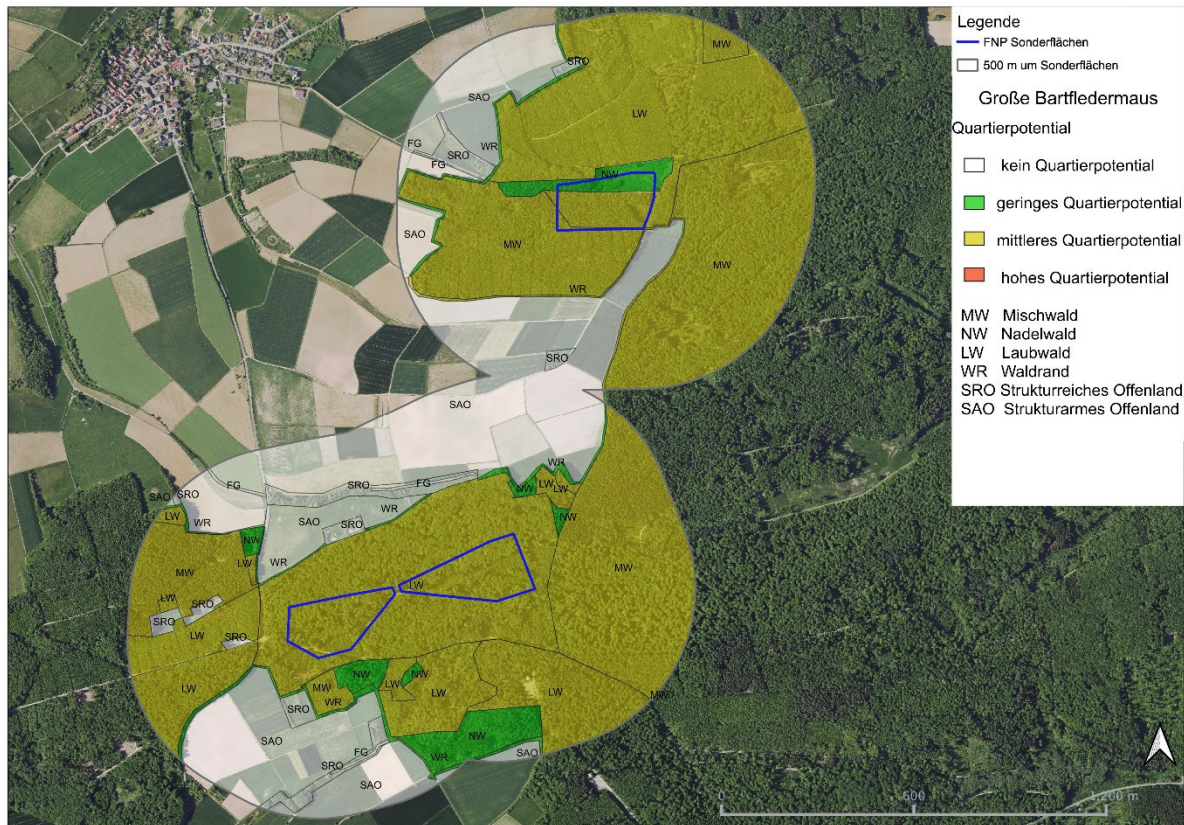 Legende
FNP Sonderflächen
500 m um Sonderflächen
Große Bartfledermaus
Quartierpotential
kein Quartierpotential
geringes Quartierpotential
mittleres Quartierpotential
hohes Quartierpotential
MW Mischwald
NW Nadelwald
LW Laubwald
WR Waldrand
SRO Strukturreiches Offenland
SAO Strukturarmes Offenland
MW
SRO
SAO
LW
FG
SRO
WR
FG
NW
SAO
MW
MW
WR
SRO
SAO
WR
FG
SRO
FG
LW
LW
SAO
SRO
NW
LW
WR
SAO
SRO
WR
NW
NW
LW
WR
MW
MW
LW
LW
SRO
SRO
LW
SRO
LW
MW
NW
LW
NW
LW
LW
MW
WR
SRO
SAO
FG
WR
NW
SAO
SRO
SAO
0 600 1.200 m